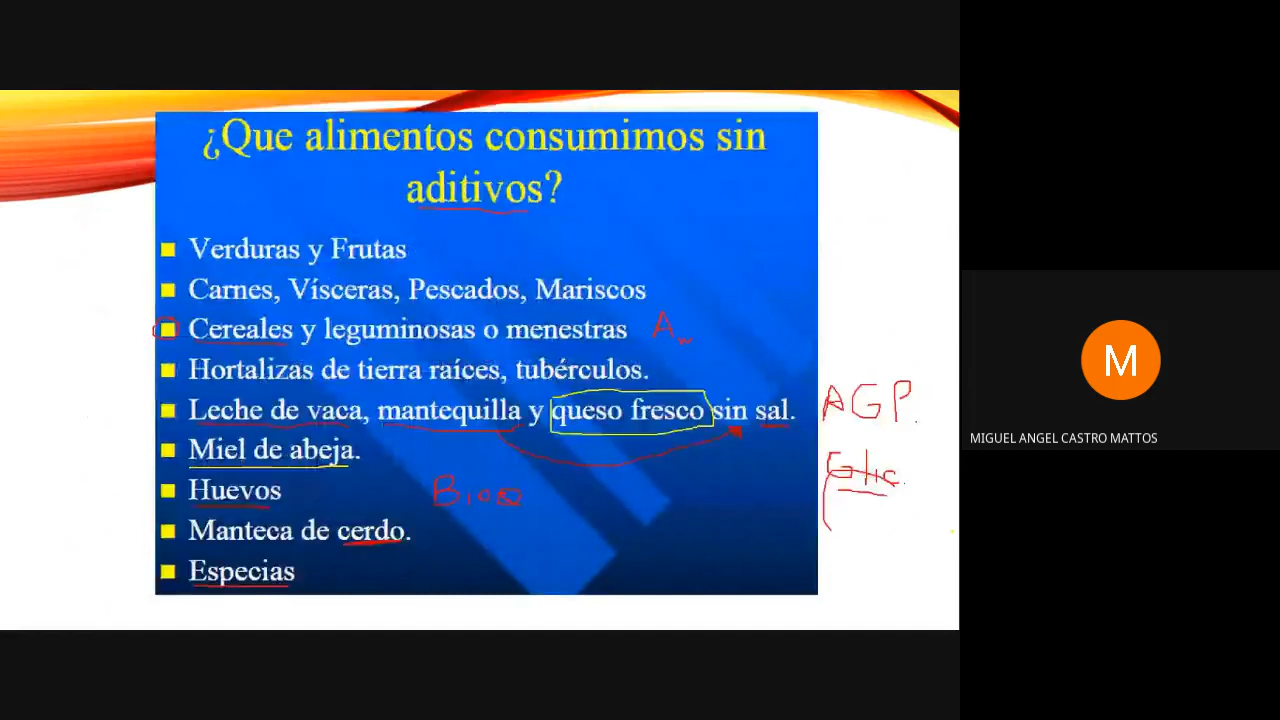 ¿Que alimentos consumimos sin
aditivos?
Verduras y Frutas
Carnes, Vísceras, Pescados, Mariscos
Cereales y leguminosas o menestras Aw
Hortalizas de tierra raíces, tubérculos.
Leche de vaca, mantequilla y queso fresco sin sal. AGP.
Miel de abeja.
Huevos
Manteca de cerdo.
Especias
M
MIGUEL ANGEL CASTRO MATTOS